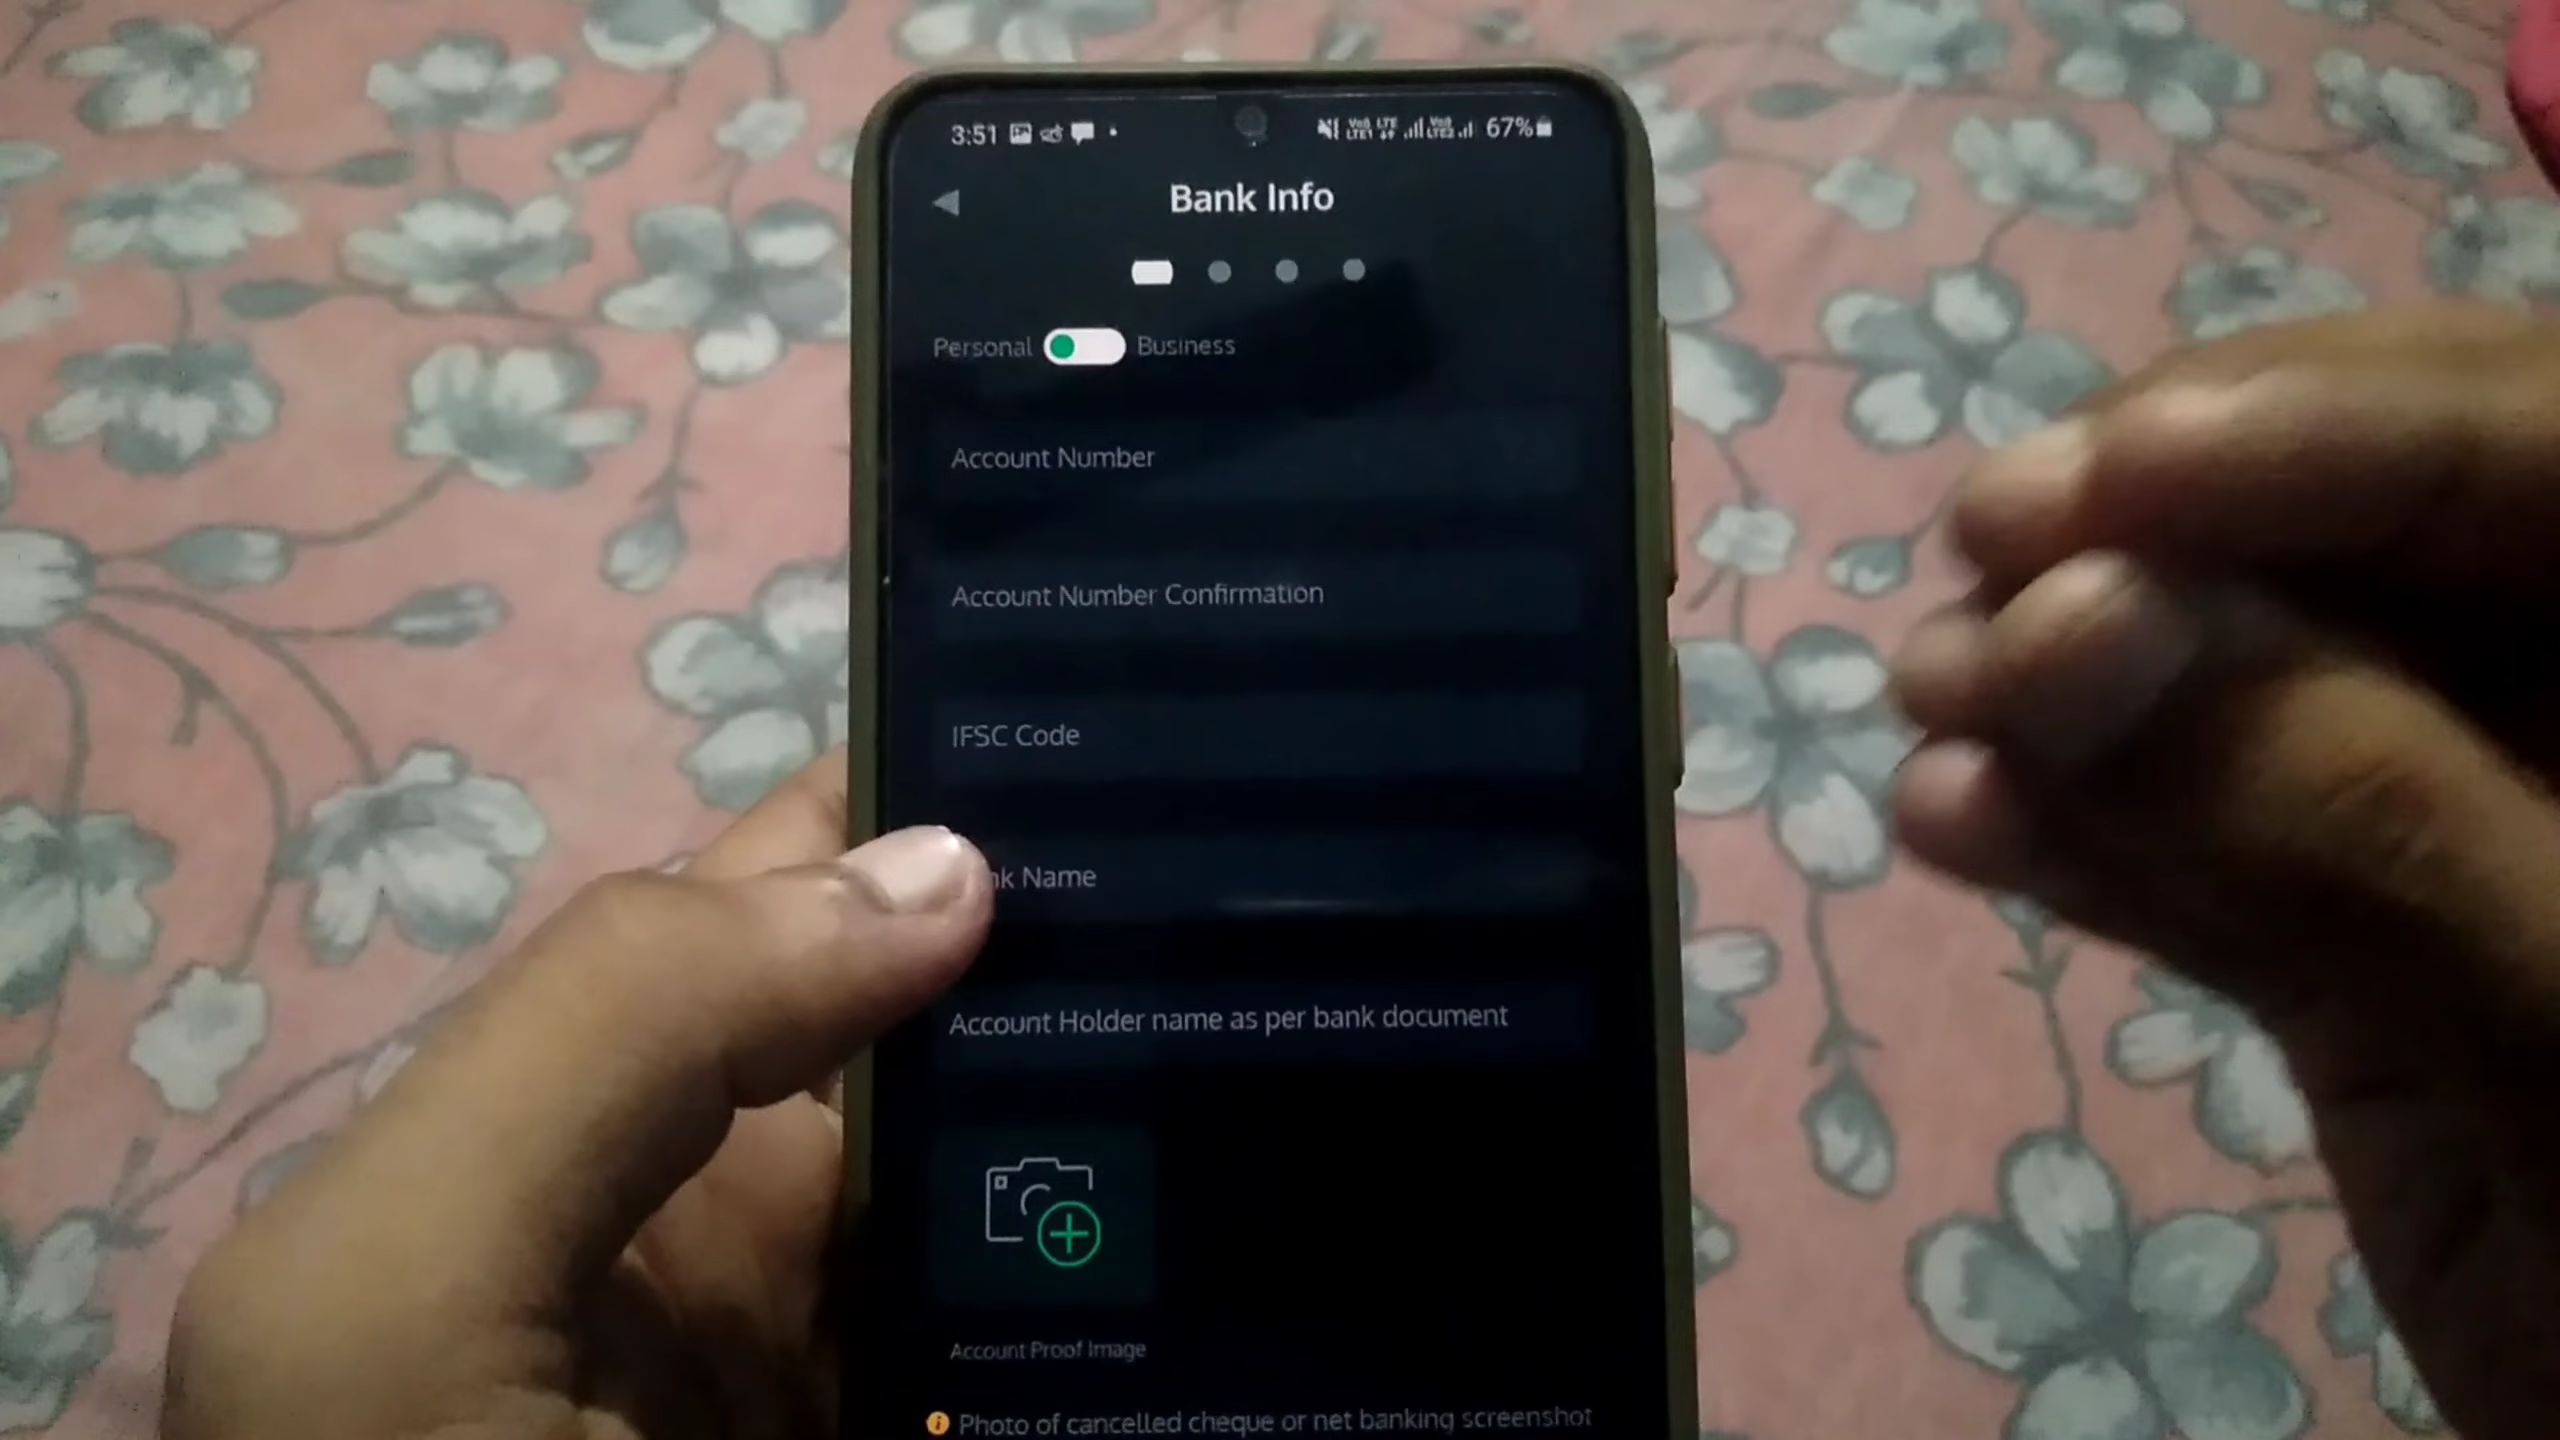 3:51 67%
Bank Info
Personal Business
Account Number
Account Number Confirmation
IFSC Code
Name
Account Holder name as per bank document
Account Proof Image
Photo of cancelled cheque or net banking screenshot